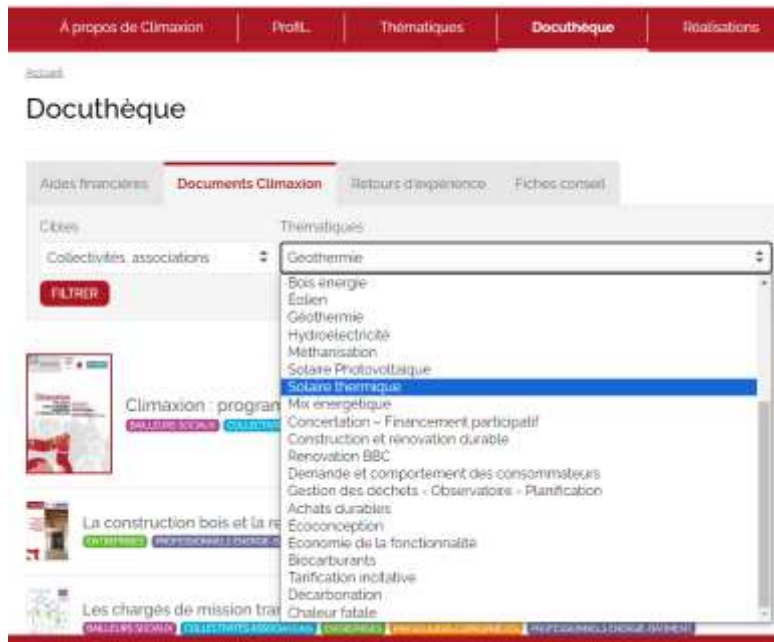 À propos de Climaxion
Profil
Thématiques
Docuthèque
Réalisations
Accueil
Docuthèque
Aides financières
Documents Climaxion
Retours d'expérience
Fiches conseil
Cibles
Thématiques
Collectivités, associations
Géothermie
FILTRER
Bois énergie
Éolien
Géothermie
Hydroélectricité
Méthanisation
Solaire Photovoltaïque
Solaire thermique
Mix énergétique
Concertation – Financement participatif
Construction et rénovation durable
Rénovation BBC
Demande et comportement des consommateurs
Gestion des déchets - Observatoire - Planification
Achats durables
Écoconception
Économie de la fonctionnalité
Biocarburants
Tarification incitative
Décarbonation
Chaleur fatale
Climaxion : program
BAILLEURS SOCIAUX
La construction bois et la re
ENTREPRISES
Les chargés de mission tra
BAILLEURS SOCIAUX COLLECTIVITÉS ASSOCIATIONS ENTREPRISES